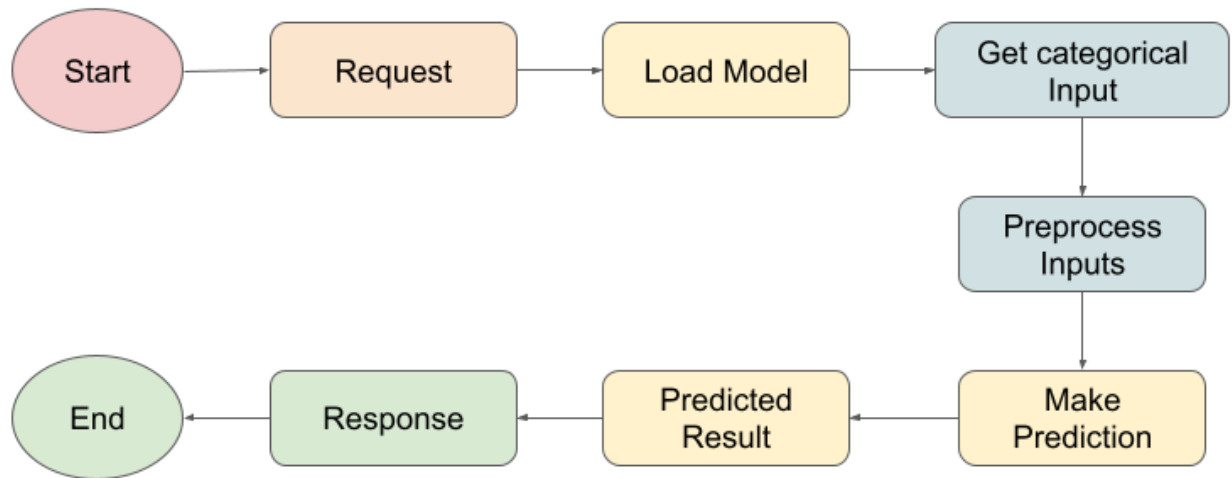 Start
Request
Load Model
Get categorical
Input
Preprocess
Inputs
Make
Prediction
Predicted
Result
Response
End